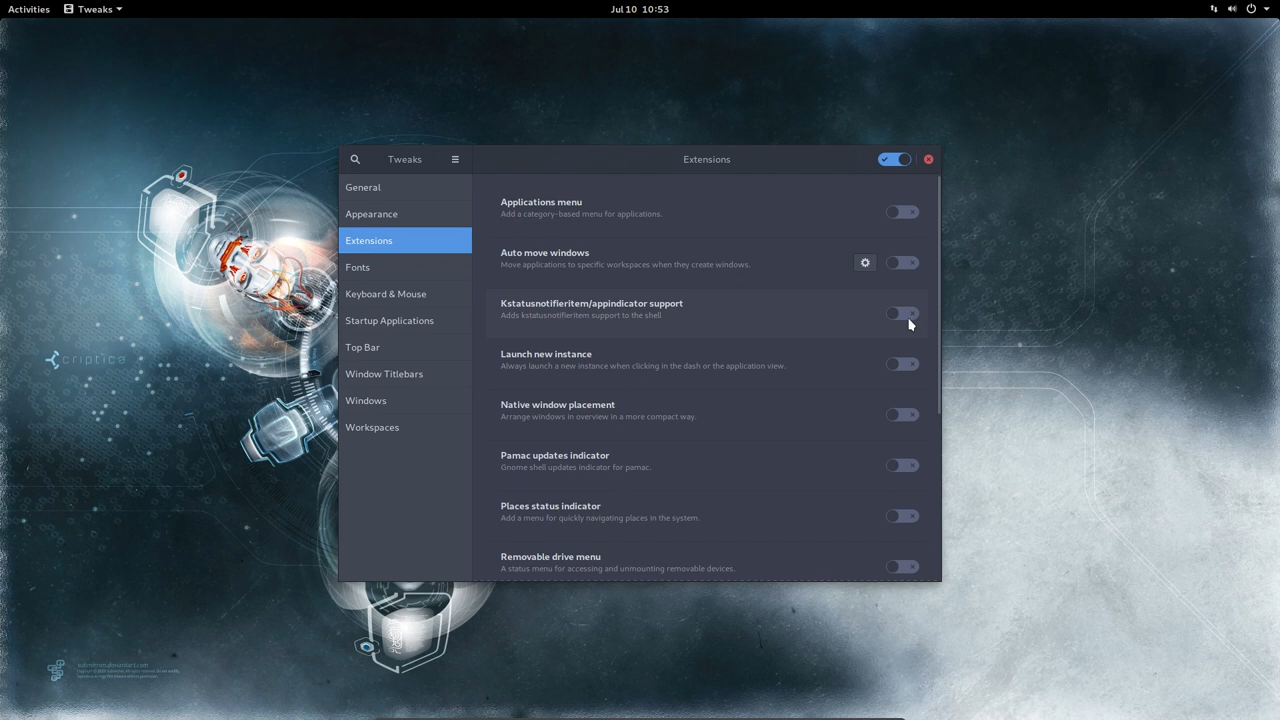 Activities
Tweaks
Jul 10 10:53
Tweaks
Extensions
General
Appearance
Extensions
Fonts
Keyboard & Mouse
Startup Applications
Top Bar
Window Titlebars
Windows
Workspaces
Applications menu
Add a category-based menu for applications.
Auto move windows
Move applications to specific workspaces when they create windows.
Kstatusnotifieritem/appindicator support
Adds kstatusnotifieritem support to the shell
Launch new instance
Always launch a new instance when clicking in the dash or the application view.
Native window placement
Arrange windows in overview in a more compact way.
Pamac updates indicator
Gnome shell updates indicator for pamac.
Places status indicator
Add a menu for quickly navigating places in the system.
Removable drive menu
A status menu for accessing and unmounting removable devices.
criptica